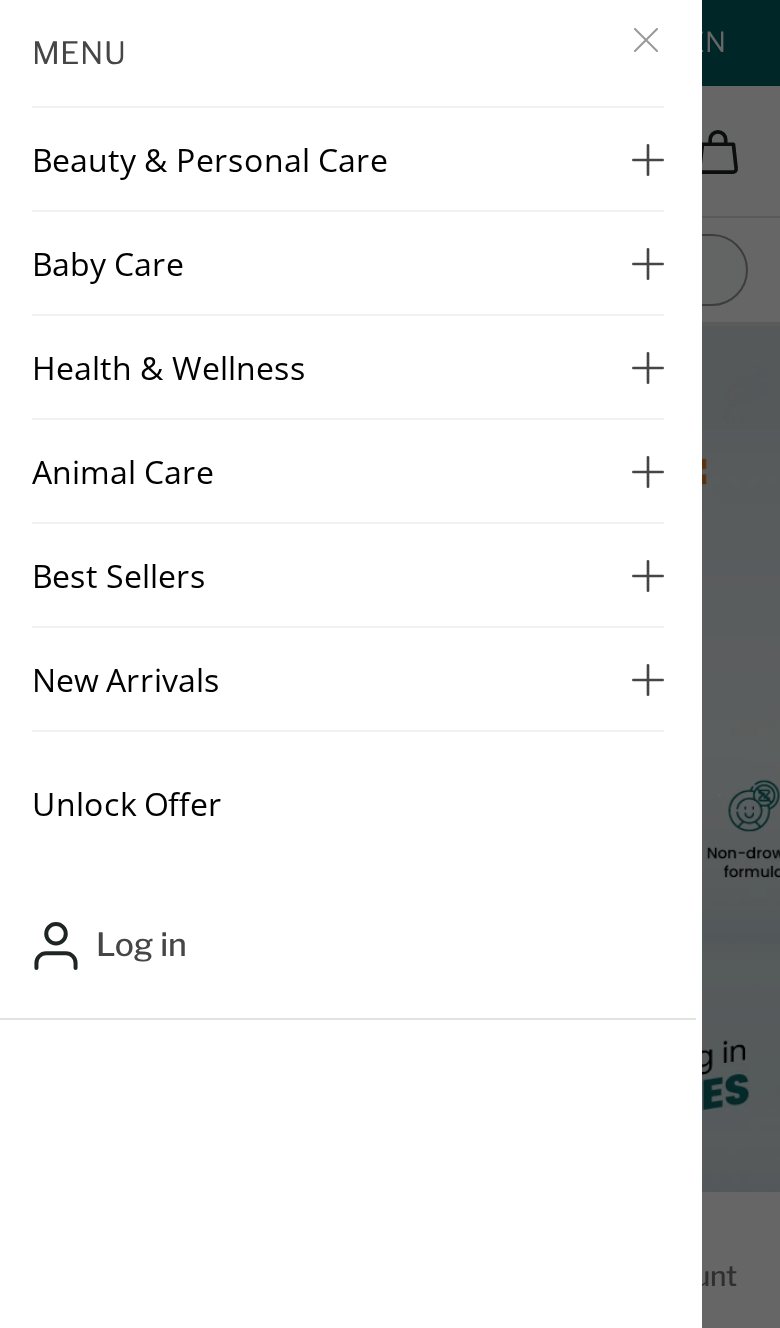 MENU
Beauty & Personal Care
Baby Care
Health & Wellness
Animal Care
Best Sellers
New Arrivals
Unlock Offer
Log in